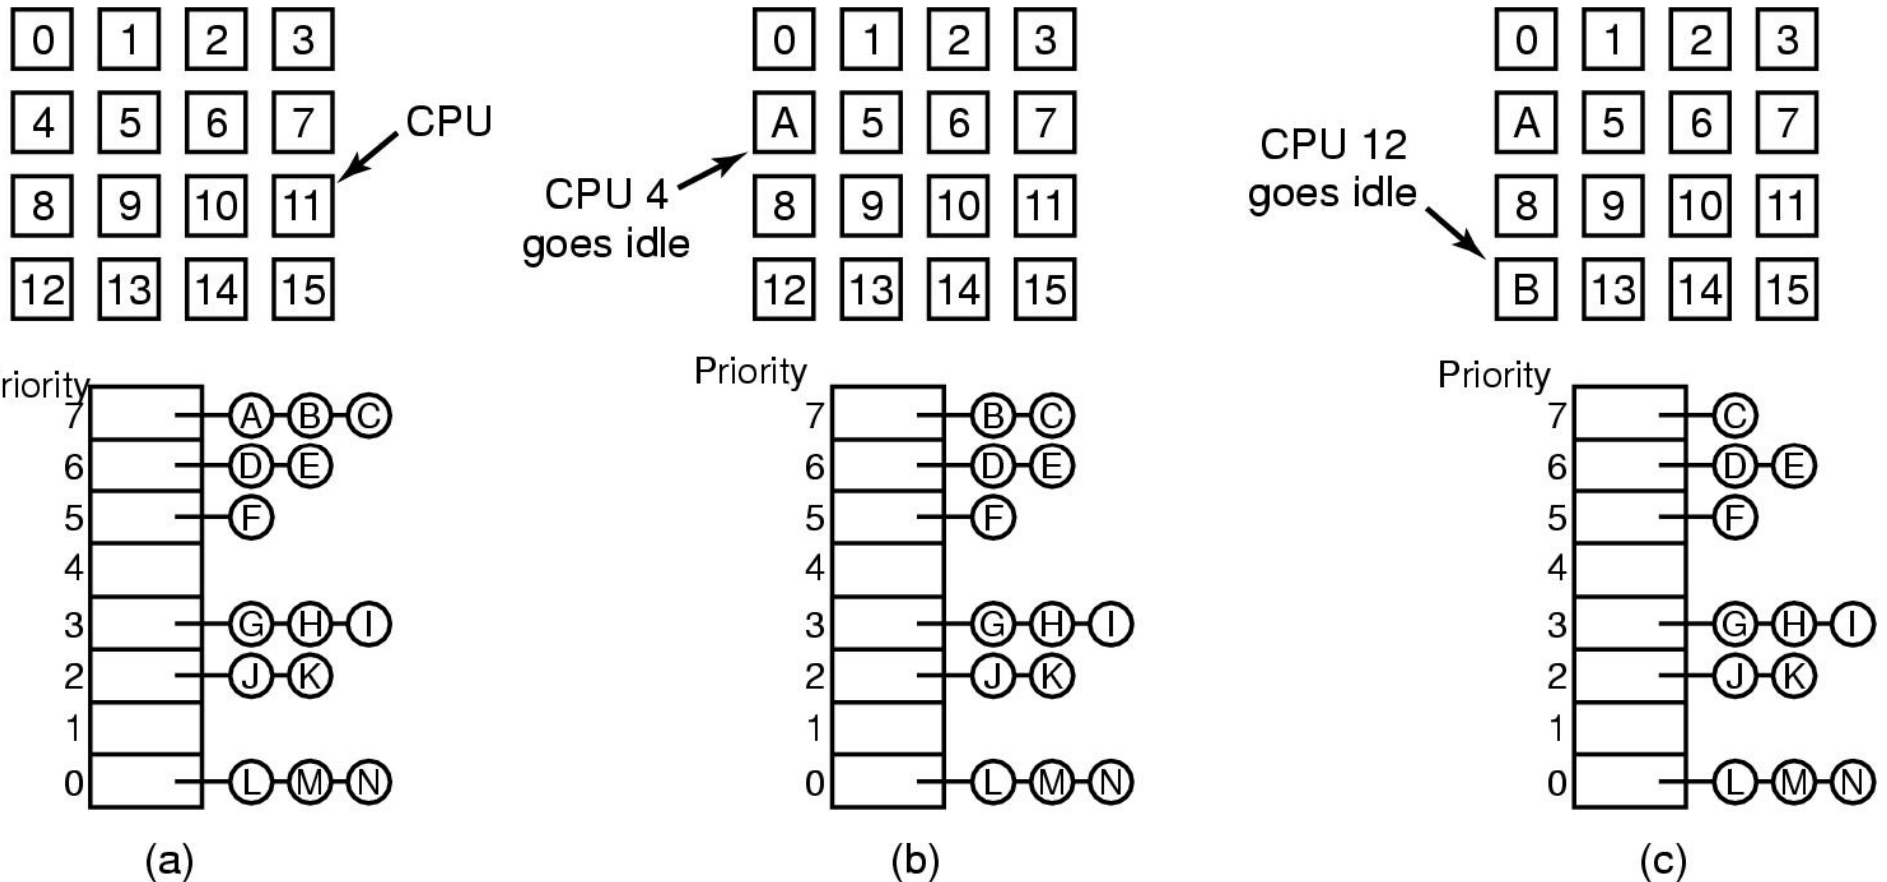 0 1 2 3
4 5 6 7
CPU
8 9 10 11
12 13 14 15
riority
7 A B C
6 D E
5 F
4
3 G H I
2 J K
1
0 L M N
(a)
0 1 2 3
A 5 6 7
CPU 4
goes idle
8 9 10 11
12 13 14 15
Priority
7 B C
6 D E
5 F
4
3 G H I
2 J K
1
0 L M N
(b)
0 1 2 3
A 5 6 7
CPU 12
goes idle
8 9 10 11
B 13 14 15
Priority
7 C
6 D E
5 F
4
3 G H I
2 J K
1
0 L M N
(c)